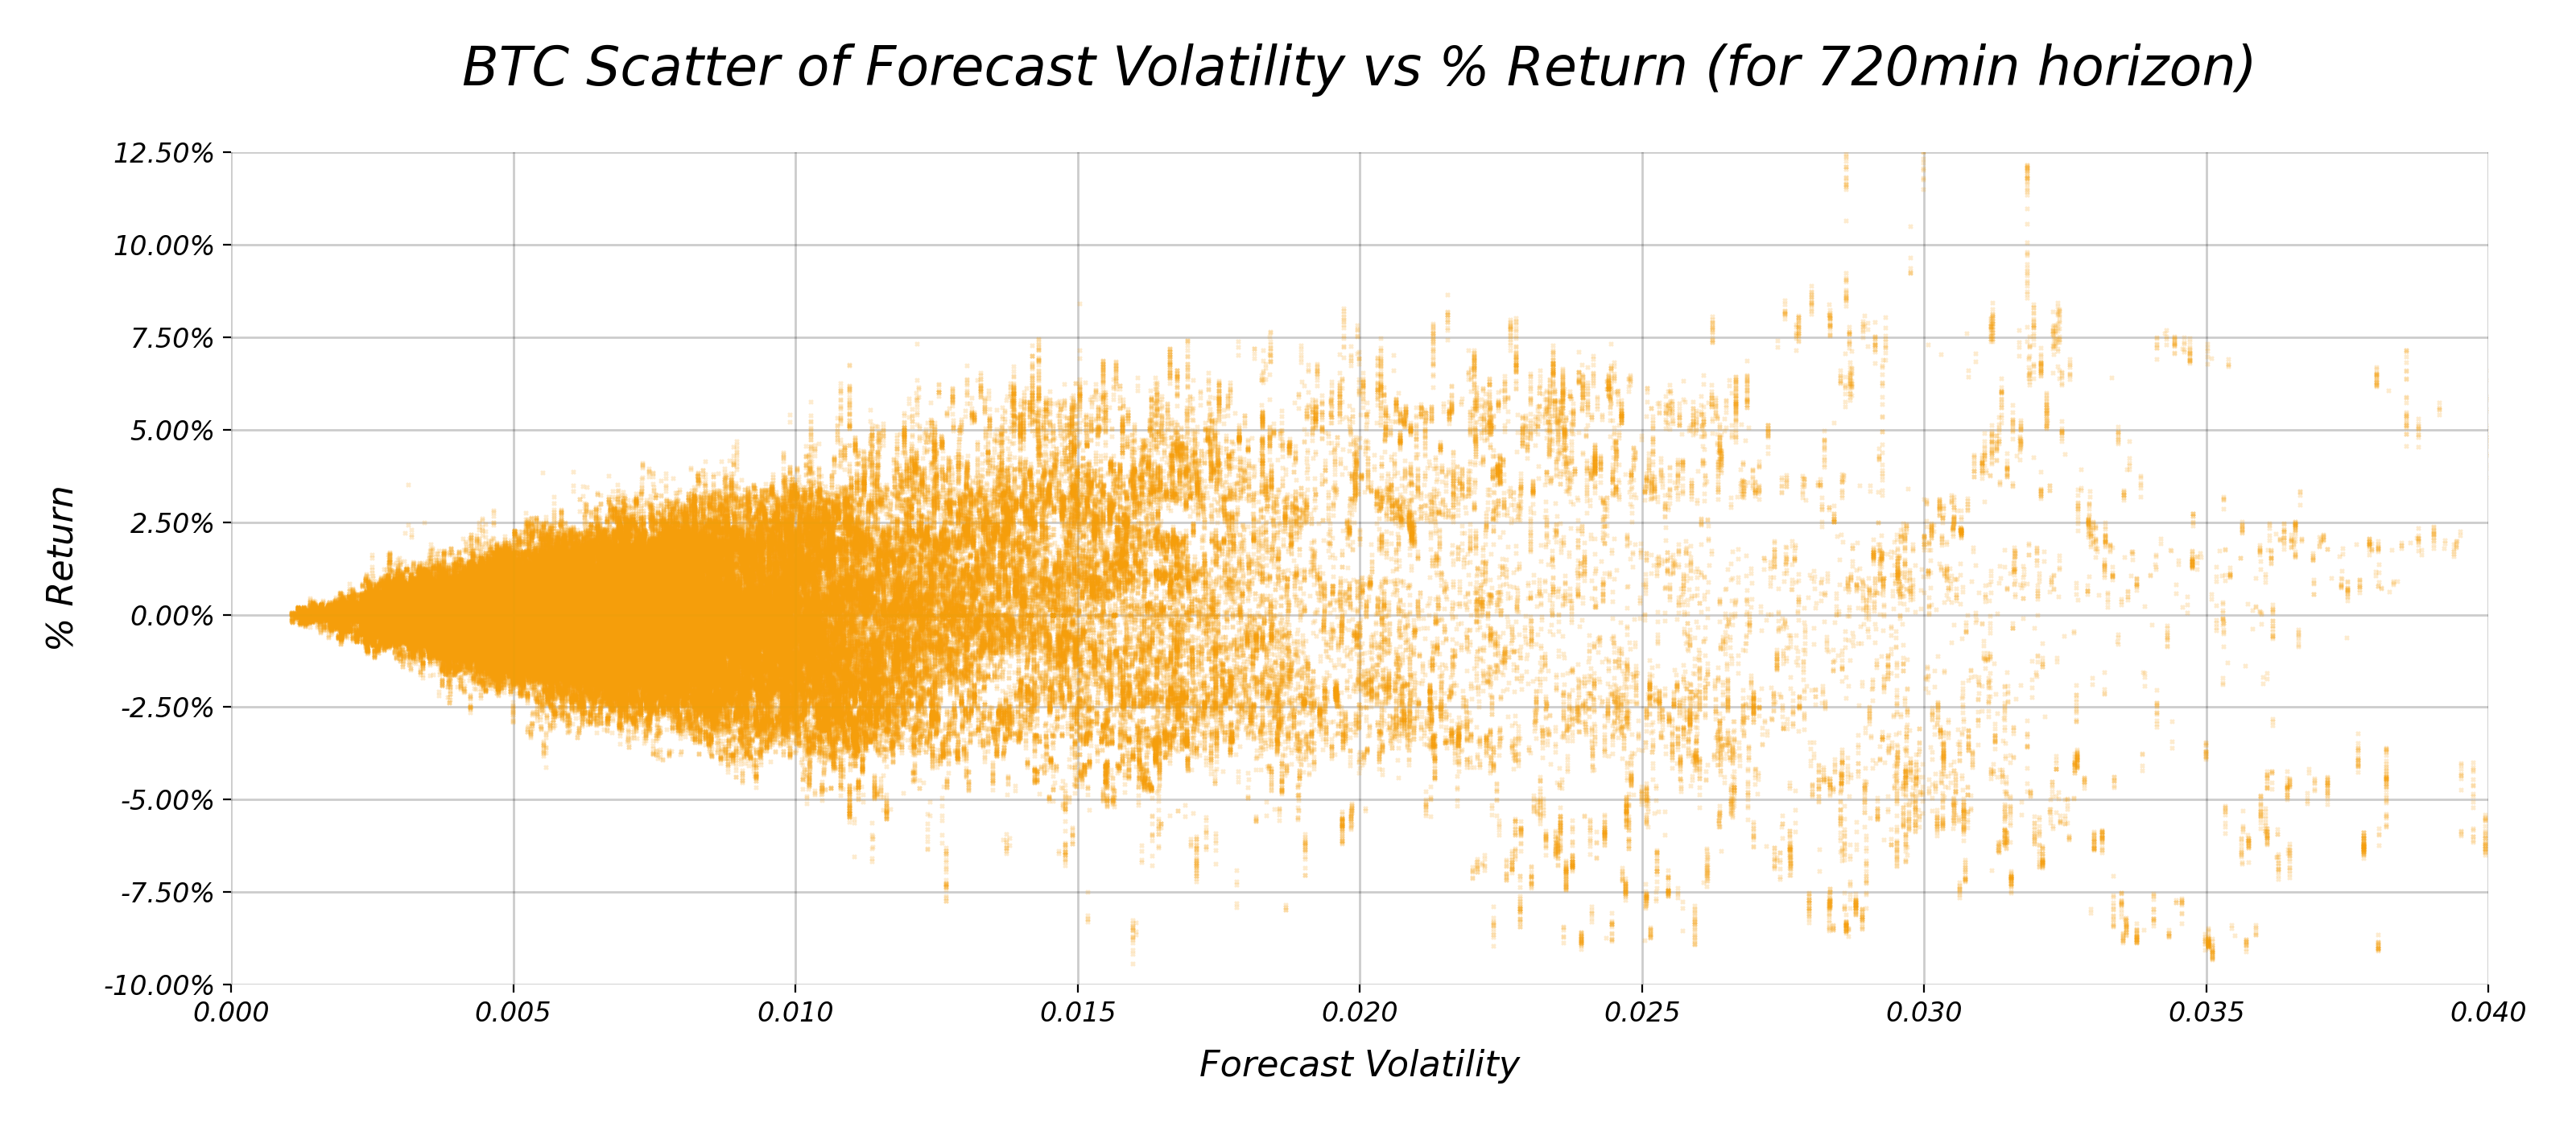 BTC Scatter of Forecast Volatility vs % Return (for 720min horizon)
12.50%
10.00%
7.50%
5.00%
2.50%
0.00%
-2.50%
-5.00%
-7.50%
-10.00%
% Return
0.000 0.005 0.010 0.015 0.020 0.025 0.030 0.035 0.040
Forecast Volatility